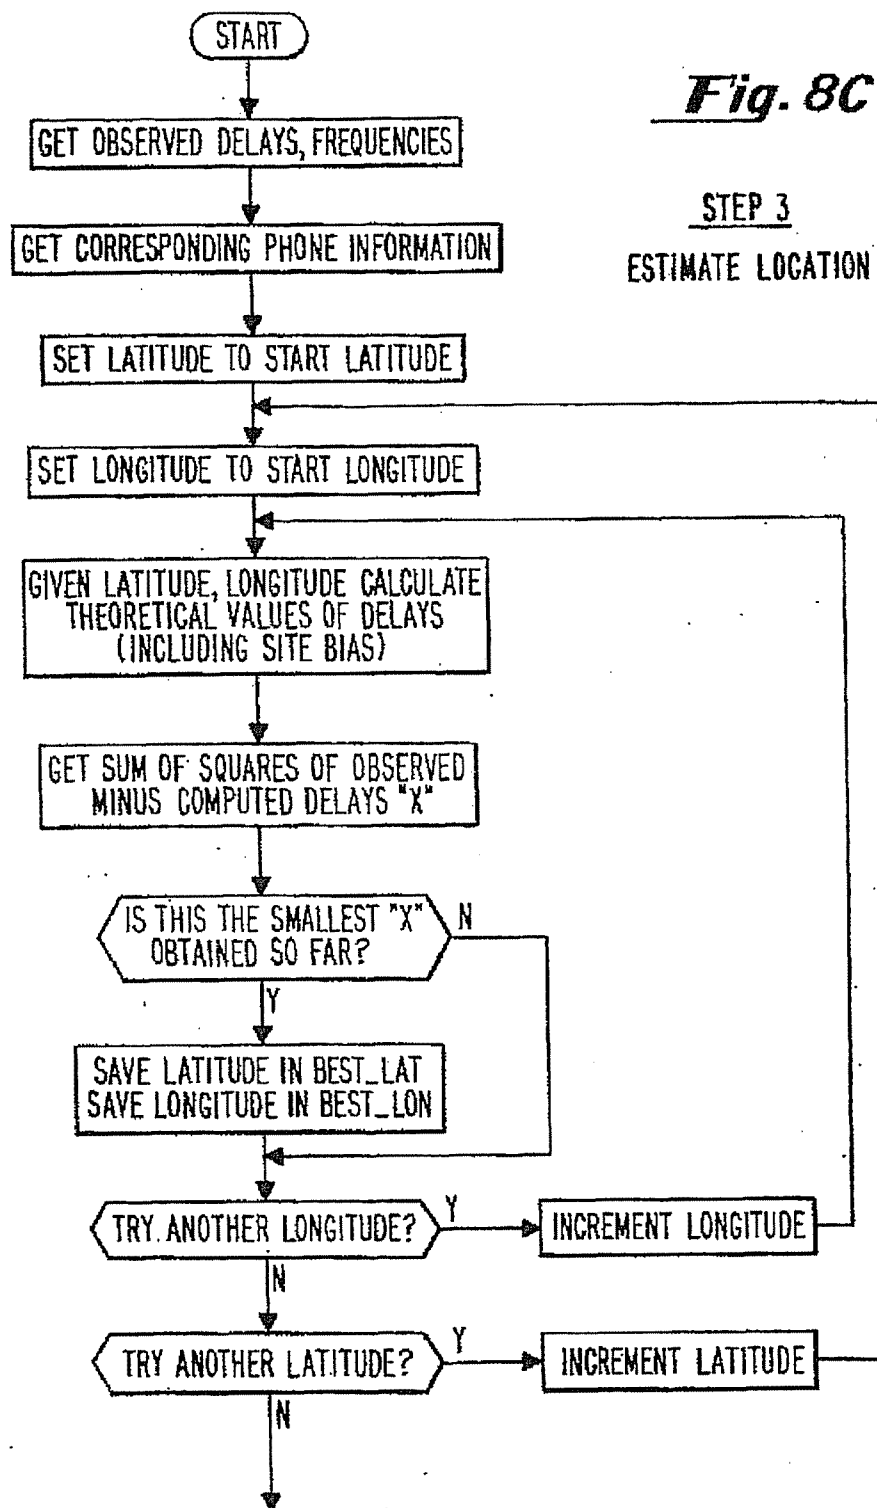 START
Fig. 8C
GET OBSERVED DELAYS, FREQUENCIES
STEP 3
GET CORRESPONDING PHONE INFORMATION
ESTIMATE LOCATION
SET LATITUDE TO START LATITUDE
SET LONGITUDE TO START LONGITUDE
GIVEN LATITUDE, LONGITUDE CALCULATE
THEORETICAL VALUES OF DELAYS
(INCLUDING SITE BIAS)
GET SUM OF SQUARES OF OBSERVED
MINUS COMPUTED DELAYS "X"
IS THIS THE SMALLEST "X"
OBTAINED SO FAR?
N
Y
SAVE LATITUDE IN BEST_LAT
SAVE LONGITUDE IN BEST_LON
TRY ANOTHER LONGITUDE?
Y
INCREMENT LONGITUDE
N
TRY ANOTHER LATITUDE?
Y
INCREMENT LATITUDE
N